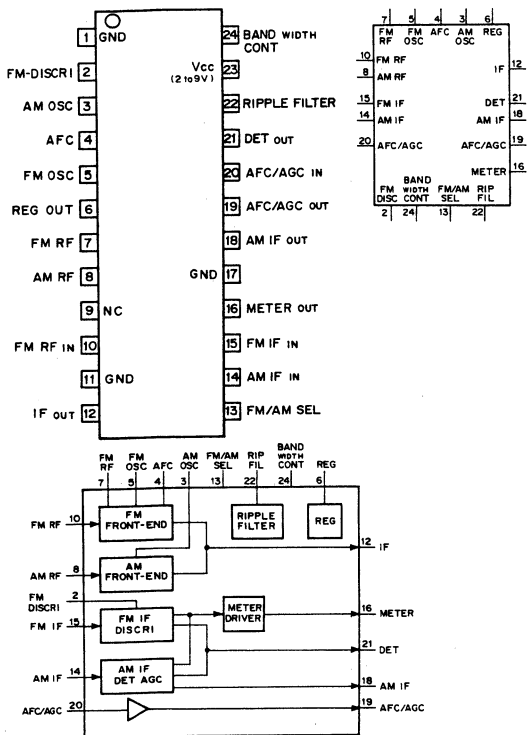 1 GND
FM-DISCRI 2
AM OSC 3
AFC 4
FM OSC 5
REG OUT 6
FM RF 7
AM RF 8
9 NC
FM RF IN 10
11 GND
IF OUT 12
24 BAND WIDTH
CONT
VCC 23
(2 to 9V)
22 RIPPLE FILTER
21 DET OUT
20 AFC/AGC IN
19 AFC/AGC OUT
18 AM IF OUT
GND 17
16 METER OUT
15 FM IF IN
14 AM IF IN
13 FM/AM SEL
7 5 4 3 6
FM FM AFC AM REG
RF OSC OSC
10 FM RF
8 AM RF
15 FM IF
14 AM IF
20 AFC/AGC
IF 12
DET 21
AM IF 18
AFC/AGC 19
METER 16
BAND
FM WIDTH FM/AM RIP
DISC CONT SEL FIL
2 24 13 22
BAND
FM FM AM FM/AM RIP WIDTH
RF OSC AFC OSC SEL FIL CONT REG
7 5 4 3 13 22 24 6
FM RF 10
FM
FRONT-END
RIPPLE
FILTER
REG
12 IF
AM RF 8
AM
FRONT-END
FM 2
DISCRI
FM IF 15
FM IF
DISCRI
METER
DRIVER
16 METER
21 DET
AM IF 14
AM IF
DET AGC
18 AM IF
AFC/AGC 20
19 AFC/AGC